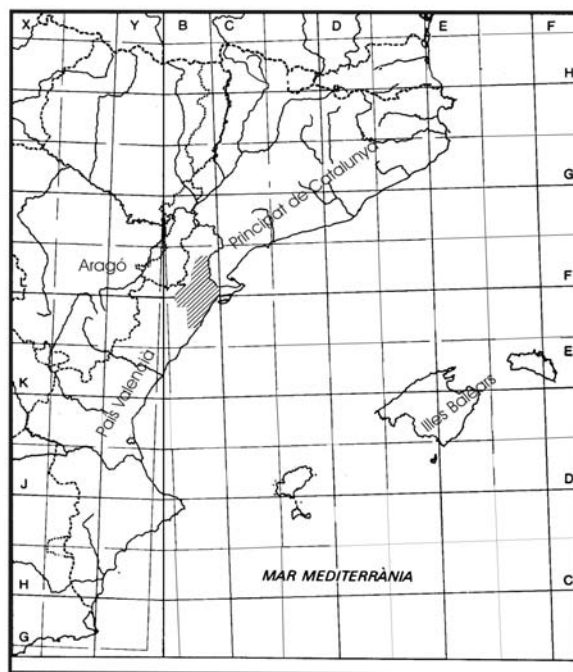 X Y B C D E F
H
G
Principat de Catalunya
Aragó
L F
E
K
País Valencià
Illes Balears
J D
MAR MEDITERRÀNIA
H C
G